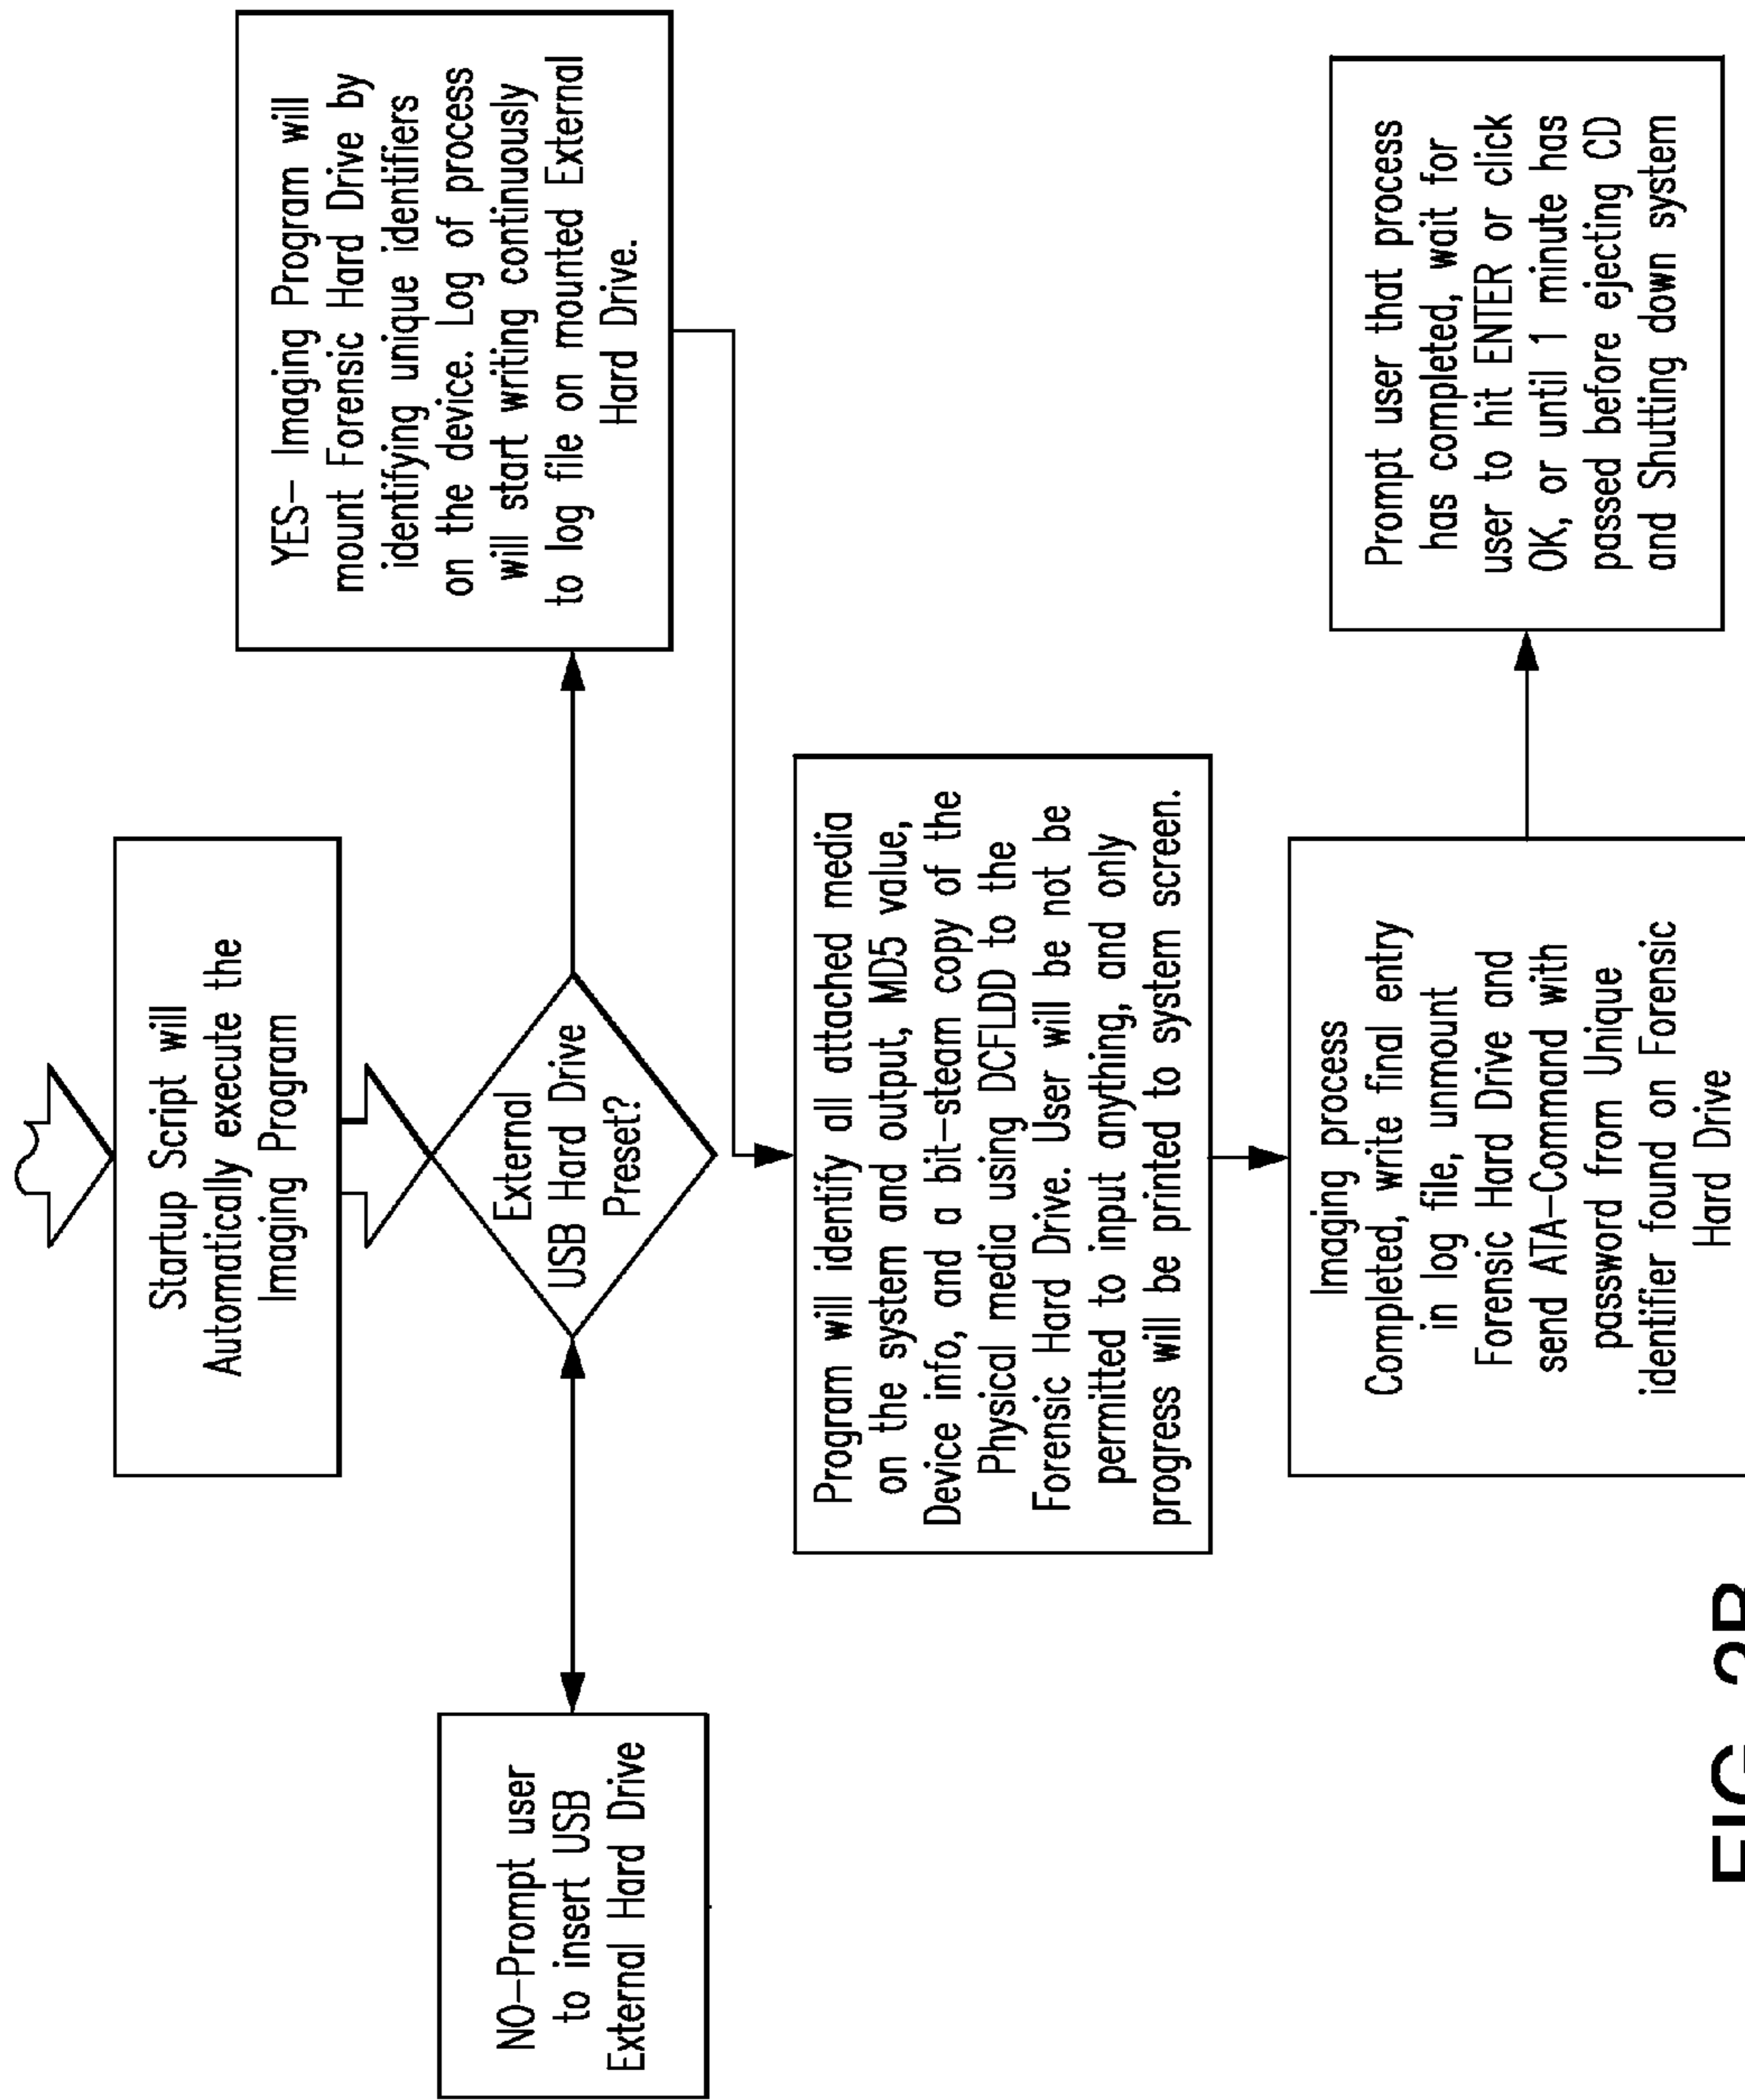 Startup Script will
Automatically execute the
Imaging Program
External
USB Hard Drive
Preset?
NO–Prompt user
to insert USB
External Hard Drive
YES– Imaging Program will
mount Forensic Hard Drive by
identifying unique identifiers
on the device. Log of process
will start writing continuously
to log file on mounted External
Hard Drive.
Program will identify all attached media
on the system and output, MD5 value,
Device info, and a bit–steam copy of the
Physical media using DCFLDD to the
Forensic Hard Drive. User will be not be
permitted to input anything, and only
progress will be printed to system screen.
Imaging process
Completed, write final entry
in log file, unmount
Forensic Hard Drive and
send ATA–Command with
password from Unique
identifier found on Forensic
Hard Drive
Prompt user that process
has completed, wait for
user to hit ENTER or click
OK, or until 1 minute has
passed before ejecting CD
and Shutting down system
FIG. 2B